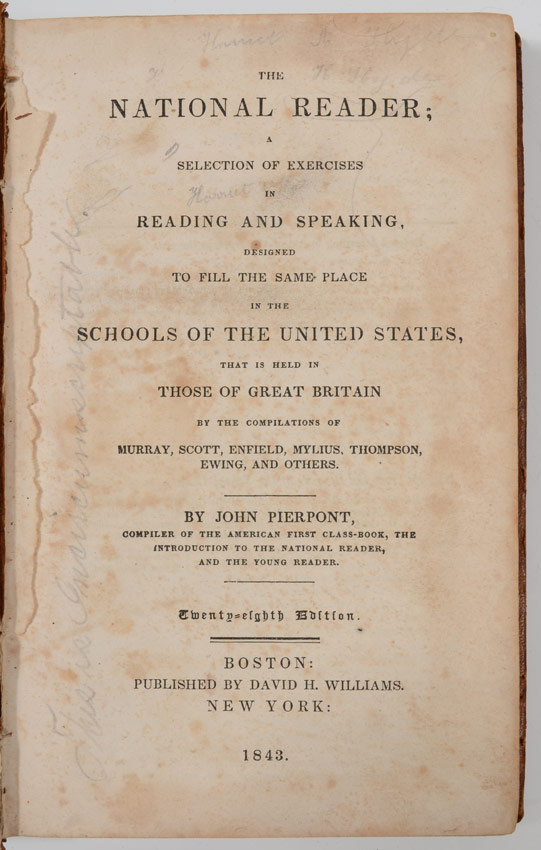 THE
NATIONAL READER;
A
SELECTION OF EXERCISES
IN
READING AND SPEAKING,
DESIGNED
TO FILL THE SAME PLACE
IN THE
SCHOOLS OF THE UNITED STATES,
THAT IS HELD IN
THOSE OF GREAT BRITAIN
BY THE COMPILATIONS OF
MURRAY, SCOTT, ENFIELD, MYLIUS, THOMPSON,
EWING, AND OTHERS.
BY JOHN PIERPONT,
COMPILER OF THE AMERICAN FIRST CLASS-BOOK, THE
INTRODUCTION TO THE NATIONAL READER,
AND THE YOUNG READER.
Twenty-eighth Edition.
BOSTON:
PUBLISHED BY DAVID H. WILLIAMS.
NEW YORK:
1843.
Harriet